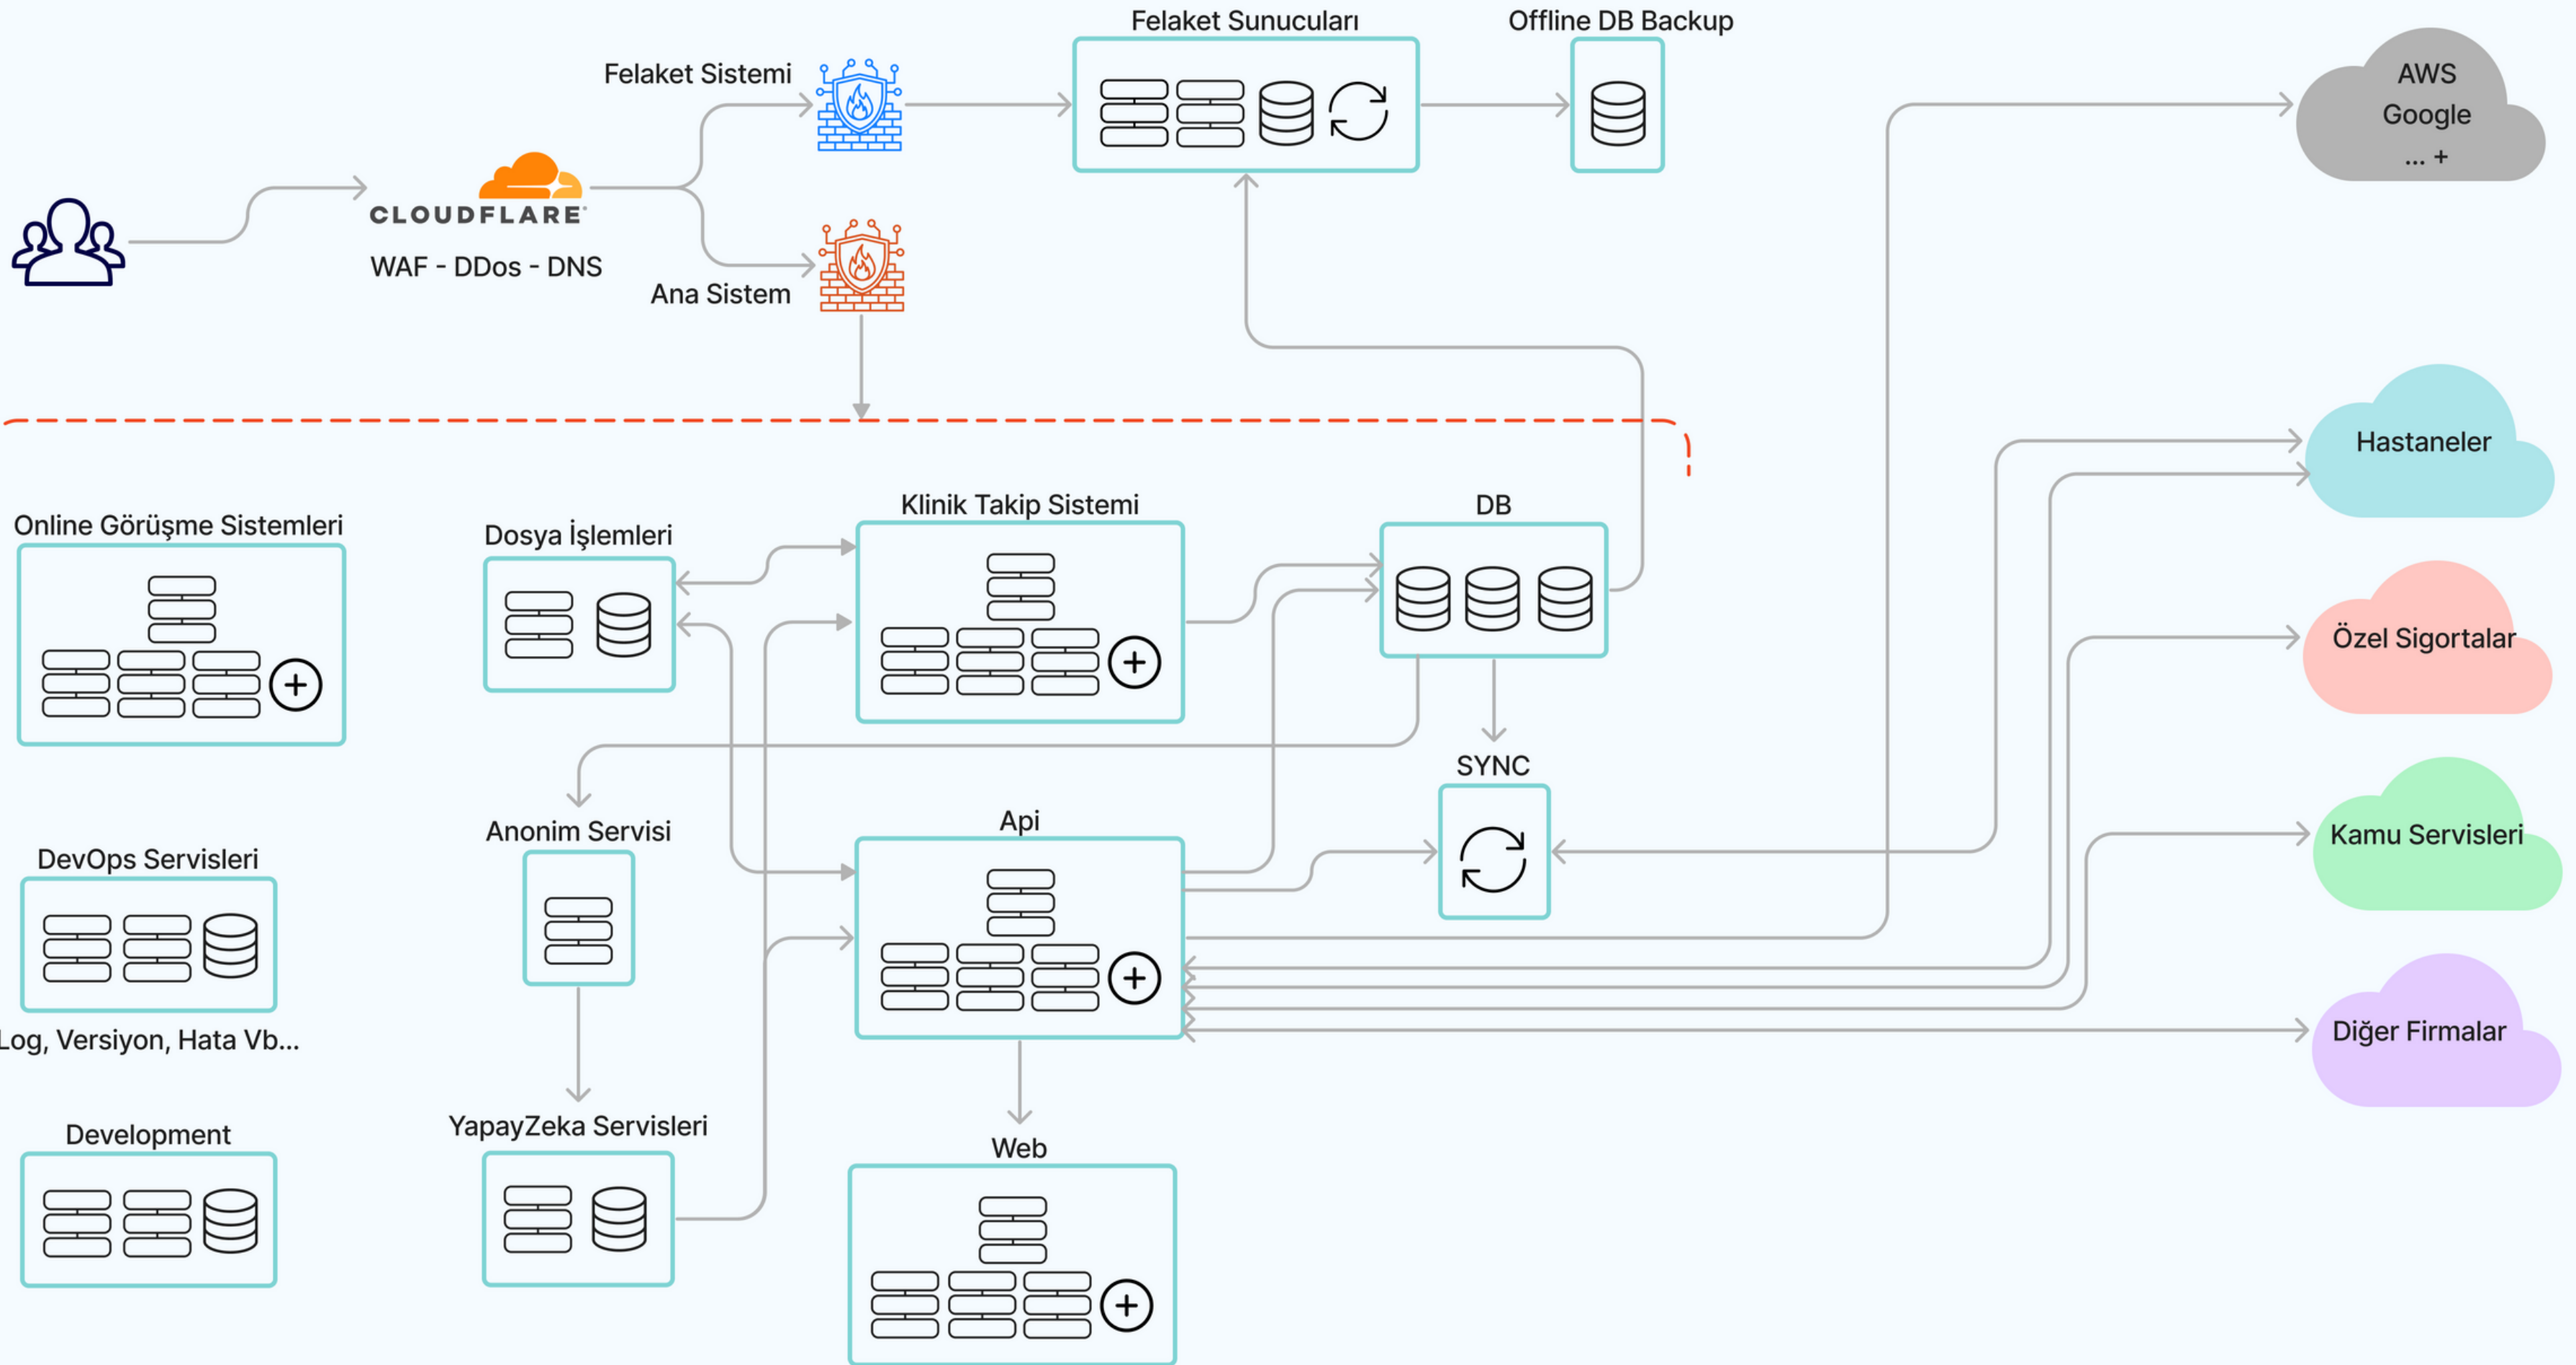 Felaket Sunucuları
Offline DB Backup
Felaket Sistemi
AWS
Google
... +
CLOUDFLARE
WAF - DDos - DNS
Ana Sistem
Hastaneler
Online Görüşme Sistemleri
Dosya İşlemleri
Klinik Takip Sistemi
DB
Özel Sigortalar
SYNC
Anonim Servisi
Api
Kamu Servisleri
DevOps Servisleri
Log, Versiyon, Hata Vb...
Diğer Firmalar
Development
YapayZeka Servisleri
Web